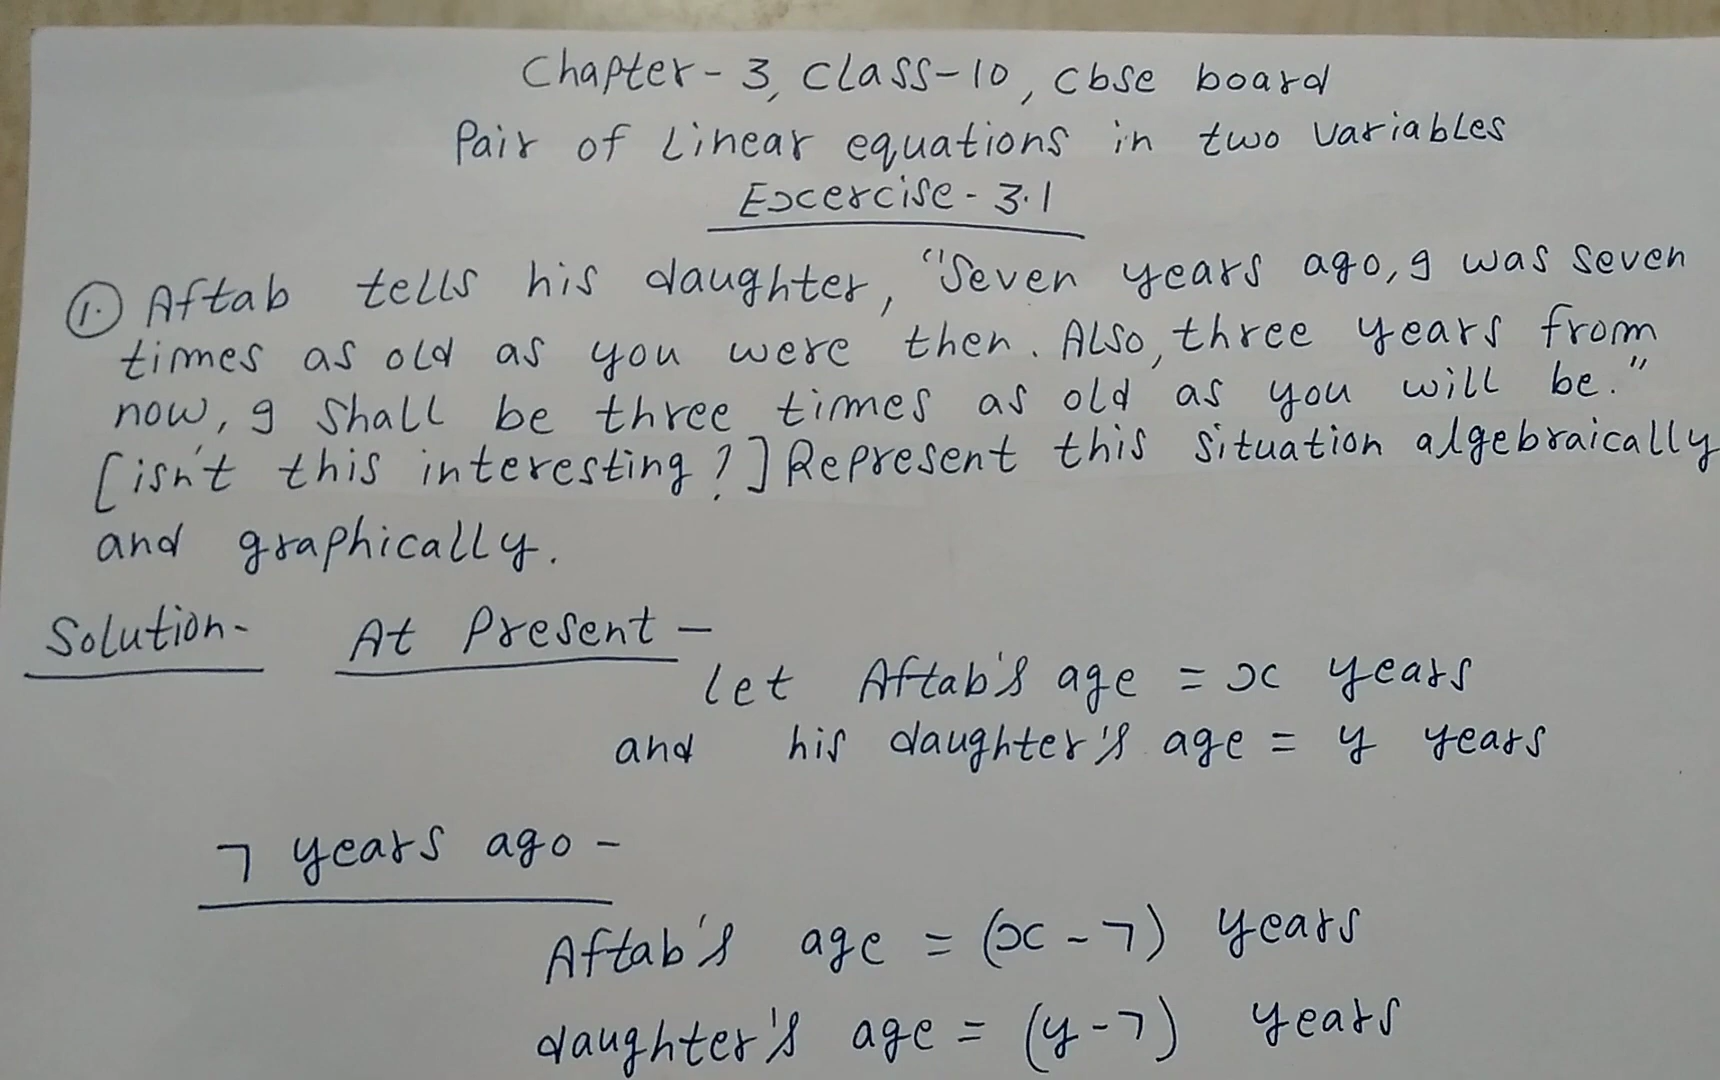 Chapter-3, Class-10, cbse board
Pair of Linear equations in two variables
Excercise-3.1
1. Aftab tells his daughter, "Seven years ago, I was seven
times as old as you were then. Also, three years from
now, I shall be three times as old as you will be."
[isn't this interesting?] Represent this situation algebraically
and graphically.
Solution- At Present-
let Aftab's age = x years
and his daughter's age = y years
7 years ago-
Aftab's age = (x-7) years
daughter's age = (y-7) years